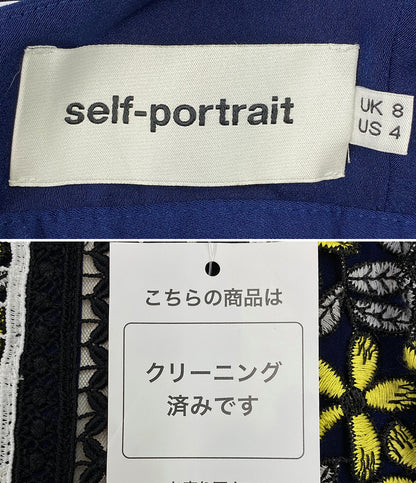 self-portrait
UK 8
US 4
こちらの商品は
クリーニング
済みです